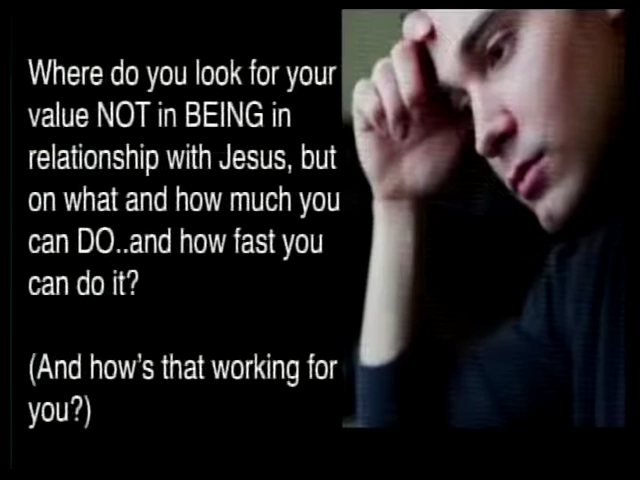 Where do you look for your
value NOT in BEING in
relationship with Jesus, but
on what and how much you
can DO..and how fast you
can do it?
(And how's that working for
you?)